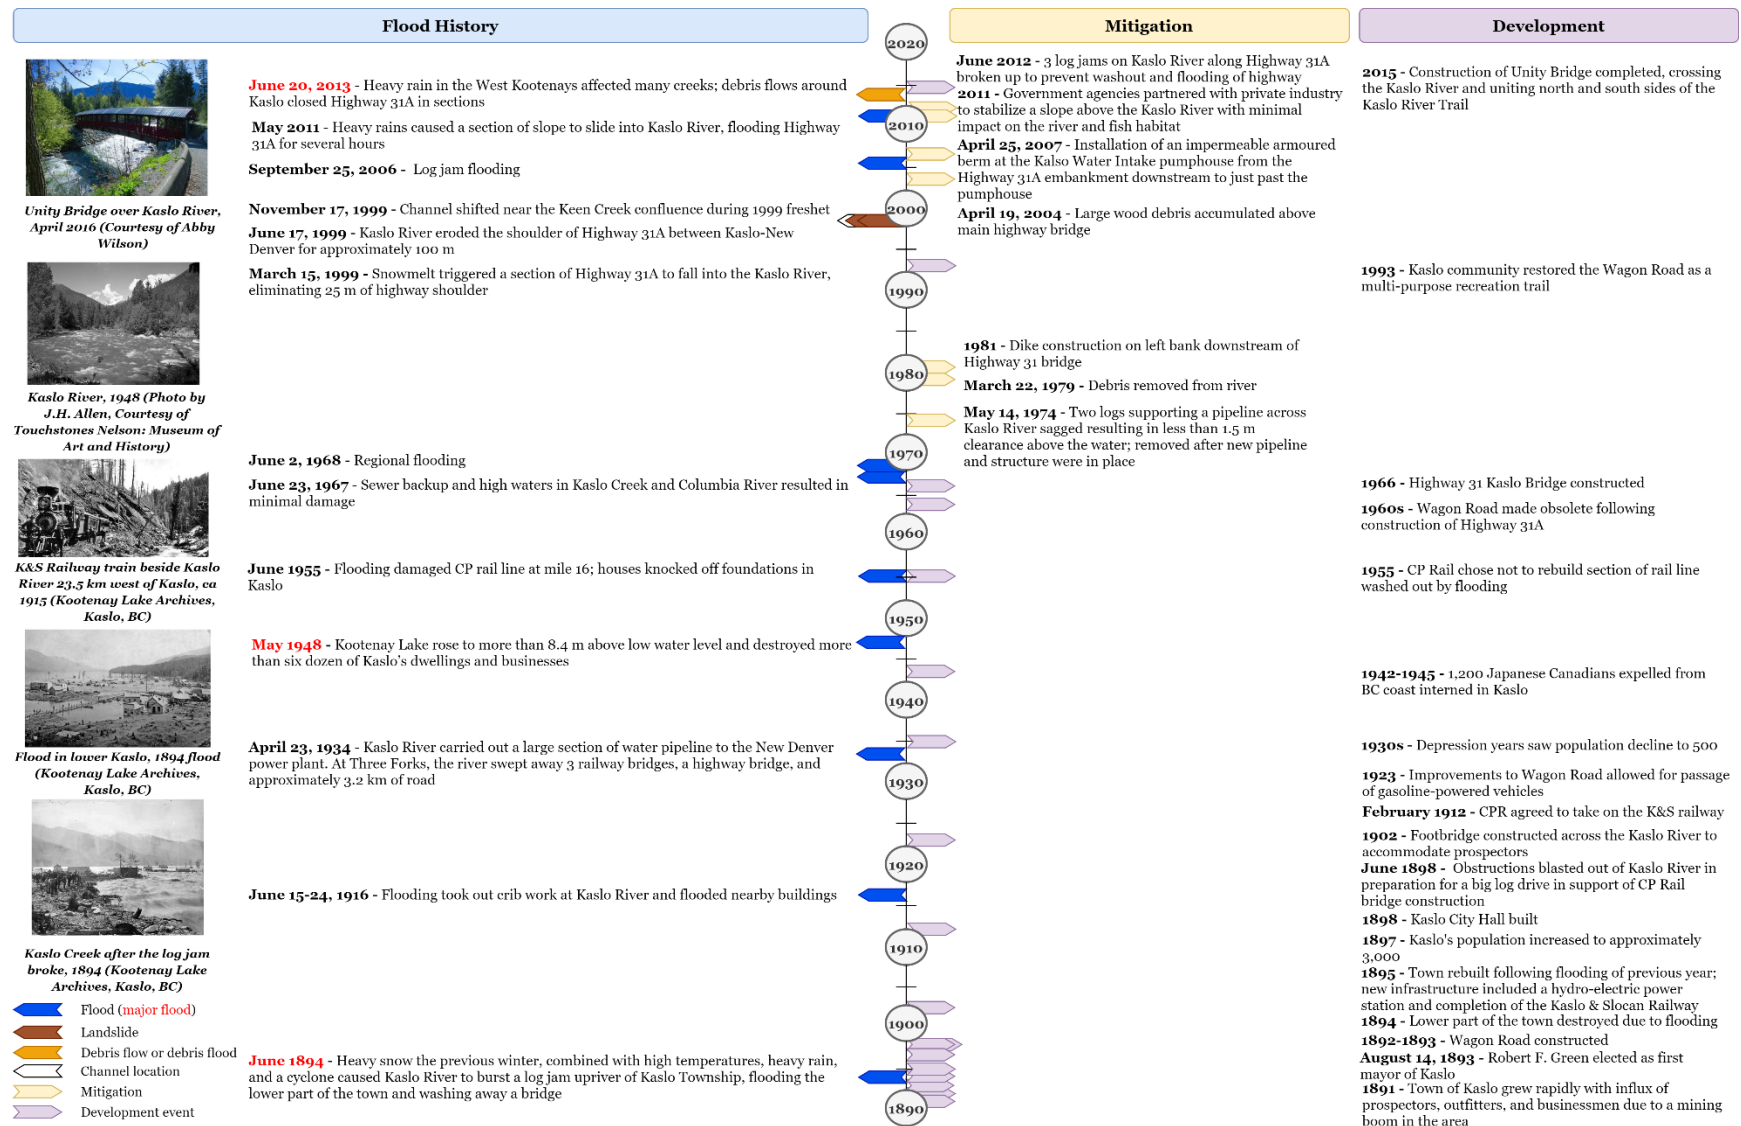 Flood History
Mitigation
Development
Unity Bridge over Kaslo River,
April 2016 (Courtesy of Abby
Wilson)
Kaslo River, 1948 (Photo by
J.H. Allen, Courtesy of
Touchstones Nelson: Museum of
Art and History)
K&S Railway train beside Kaslo
River 23.5 km west of Kaslo, ca
1915 (Kootenay Lake Archives,
Kaslo, BC)
Flood in lower Kaslo, 1894 flood
(Kootenay Lake Archives,
Kaslo, BC)
Kaslo Creek after the log jam
broke, 1894 (Kootenay Lake
Archives, Kaslo, BC)
Flood (major flood)
Landslide
Debris flow or debris flood
Channel location
Mitigation
Development event
June 20, 2013 - Heavy rain in the West Kootenays affected many creeks; debris flows around
Kaslo closed Highway 31A in sections
May 2011 - Heavy rains caused a section of slope to slide into Kaslo River, flooding Highway
31A for several hours
September 25, 2006 - Log jam flooding
November 17, 1999 - Channel shifted near the Keen Creek confluence during 1999 freshet
June 17, 1999 - Kaslo River eroded the shoulder of Highway 31A between Kaslo-New
Denver for approximately 100 m
March 15, 1999 - Snowmelt triggered a section of Highway 31A to fall into the Kaslo River,
eliminating 25 m of highway shoulder
June 2, 1968 - Regional flooding
June 23, 1967 - Sewer backup and high waters in Kaslo Creek and Columbia River resulted in
minimal damage
June 1955 - Flooding damaged CP rail line at mile 16; houses knocked off foundations in
Kaslo
May 1948 - Kootenay Lake rose to more than 8.4 m above low water level and destroyed more
than six dozen of Kaslo's dwellings and businesses
April 23, 1934 - Kaslo River carried out a large section of water pipeline to the New Denver
power plant. At Three Forks, the river swept away 3 railway bridges, a highway bridge, and
approximately 3.2 km of road
June 15-24, 1916 - Flooding took out crib work at Kaslo River and flooded nearby buildings
June 1894 - Heavy snow the previous winter, combined with high temperatures, heavy rain,
and a cyclone caused Kaslo River to burst a log jam upriver of Kaslo Township, flooding the
lower part of the town and washing away a bridge
2020
2010
2000
1990
1980
1970
1960
1950
1940
1930
1920
1910
1900
1890
June 2012 - 3 log jams on Kaslo River along Highway 31A
broken up to prevent washout and flooding of highway
2011 - Government agencies partnered with private industry
to stabilize a slope above the Kaslo River with minimal
impact on the river and fish habitat
April 25, 2007 - Installation of an impermeable armoured
berm at the Kalso Water Intake pumphouse from the
Highway 31A embankment downstream to just past the
pumphouse
April 19, 2004 - Large wood debris accumulated above
main highway bridge
1981 - Dike construction on left bank downstream of
Highway 31 bridge
March 22, 1979 - Debris removed from river
May 14, 1974 - Two logs supporting a pipeline across
Kaslo River sagged resulting in less than 1.5 m
clearance above the water; removed after new pipeline
and structure were in place
2015 - Construction of Unity Bridge completed, crossing
the Kaslo River and uniting north and south sides of the
Kaslo River Trail
1993 - Kaslo community restored the Wagon Road as a
multi-purpose recreation trail
1966 - Highway 31 Kaslo Bridge constructed
1960s - Wagon Road made obsolete following
construction of Highway 31A
1955 - CP Rail chose not to rebuild section of rail line
washed out by flooding
1942-1945 - 1,200 Japanese Canadians expelled from
BC coast interned in Kaslo
1930s - Depression years saw population decline to 500
1923 - Improvements to Wagon Road allowed for passage
of gasoline-powered vehicles
February 1912 - CPR agreed to take on the K&S railway
1902 - Footbridge constructed across the Kaslo River to
accommodate prospectors
June 1898 - Obstructions blasted out of Kaslo River in
preparation for a big log drive in support of CP Rail
bridge construction
1898 - Kaslo City Hall built
1897 - Kaslo's population increased to approximately
3,000
1895 - Town rebuilt following flooding of previous year;
new infrastructure included a hydro-electric power
station and completion of the Kaslo & Slocan Railway
1894 - Lower part of the town destroyed due to flooding
1892-1893 - Wagon Road constructed
August 14, 1893 - Robert F. Green elected as first
mayor of Kaslo
1891 - Town of Kaslo grew rapidly with influx of
prospectors, outfitters, and businessmen due to a mining
boom in the area